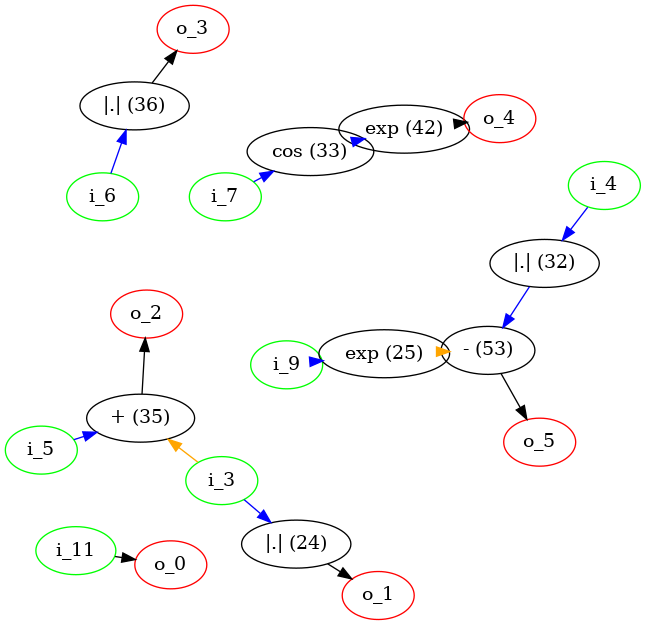 o_3
|.| (36)
o_4
exp (42)
cos (33)
i_6
i_7
i_4
|.| (32)
o_2
i_9
exp (25)
- (53)
+ (35)
i_5
o_5
i_3
|.| (24)
i_11
o_0
o_1